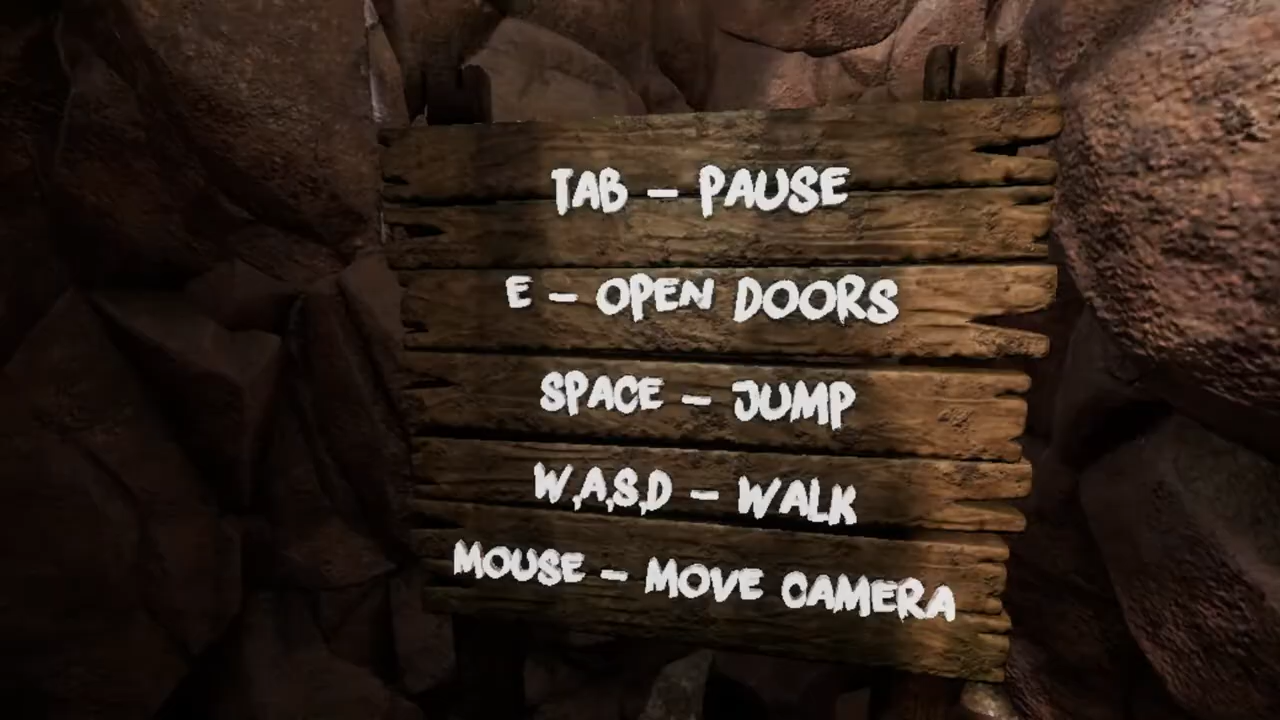 TAB – PAUSE
E – OPEN DOORS
SPACE – JUMP
W,A,S,D – WALK
MOUSE – MOVE CAMERA